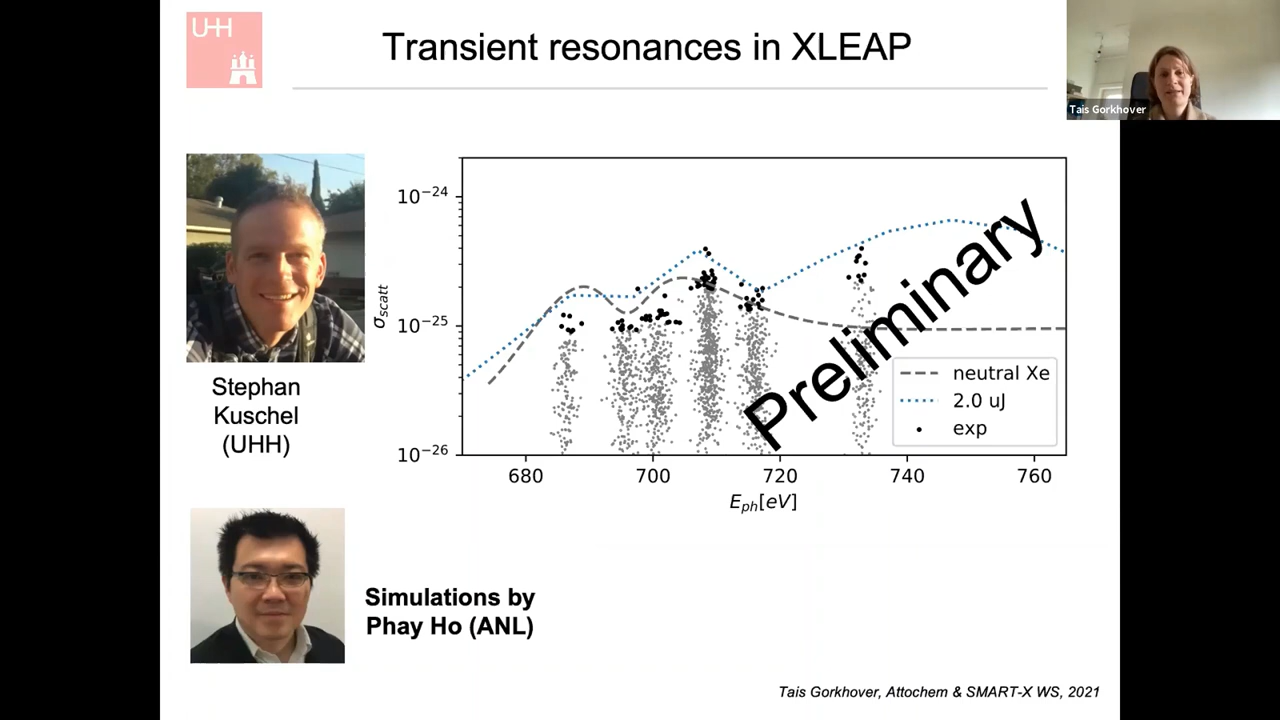 UHH
Transient resonances in XLEAP
Tais Gorkhover
Stephan
Kuschel
(UHH)
10⁻²⁴
10⁻²⁵
10⁻²⁶
σ_scatt
680
700
720
740
760
E_ph[eV]
Preliminary
neutral Xe
2.0 uJ
exp
Simulations by
Phay Ho (ANL)
Tais Gorkhover, Attochem & SMART-X WS, 2021